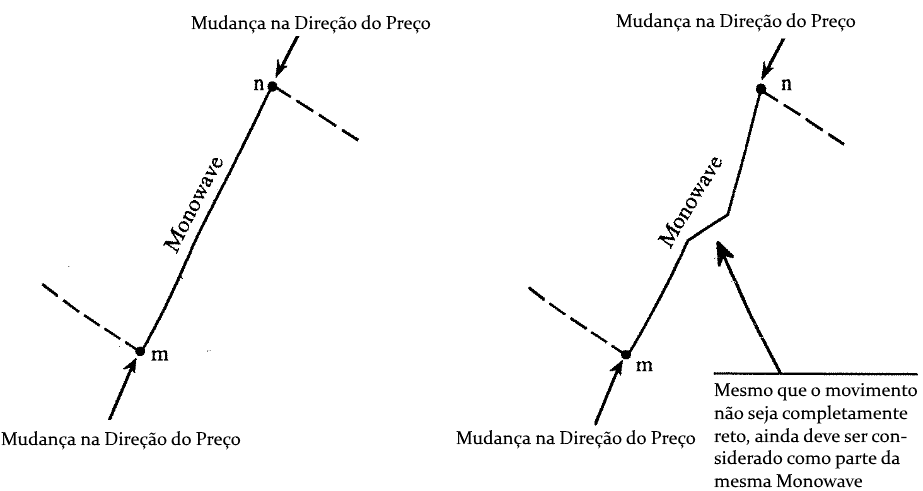 Mudança na Direção do Preço
n
Monowave
m
Mudança na Direção do Preço
Mudança na Direção do Preço
n
Monowave
m
Mudança na Direção do Preço
Mesmo que o movimento
não seja completamente
reto, ainda deve ser con-
siderado como parte da
mesma Monowave